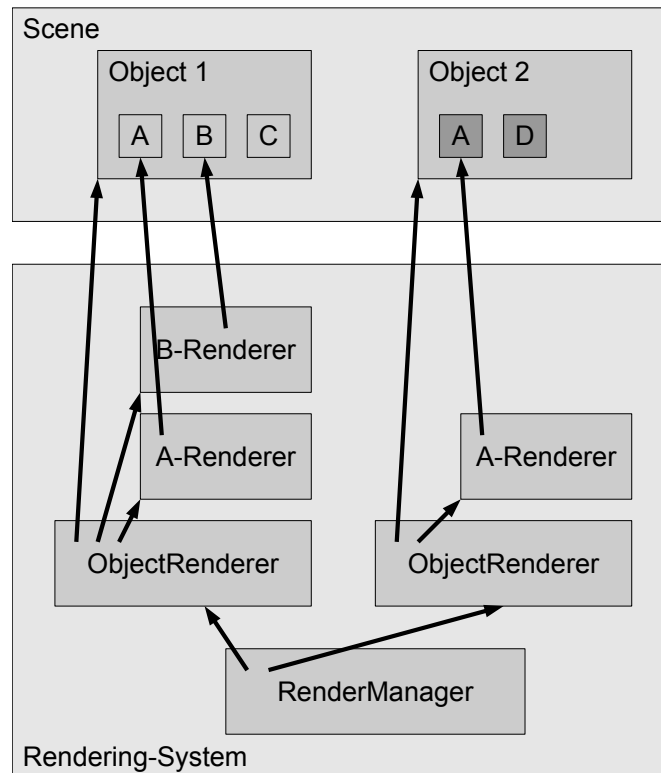 Scene
Object 1
Object 2
A B C
A D
B-Renderer
A-Renderer
A-Renderer
ObjectRenderer
ObjectRenderer
RenderManager
Rendering-System